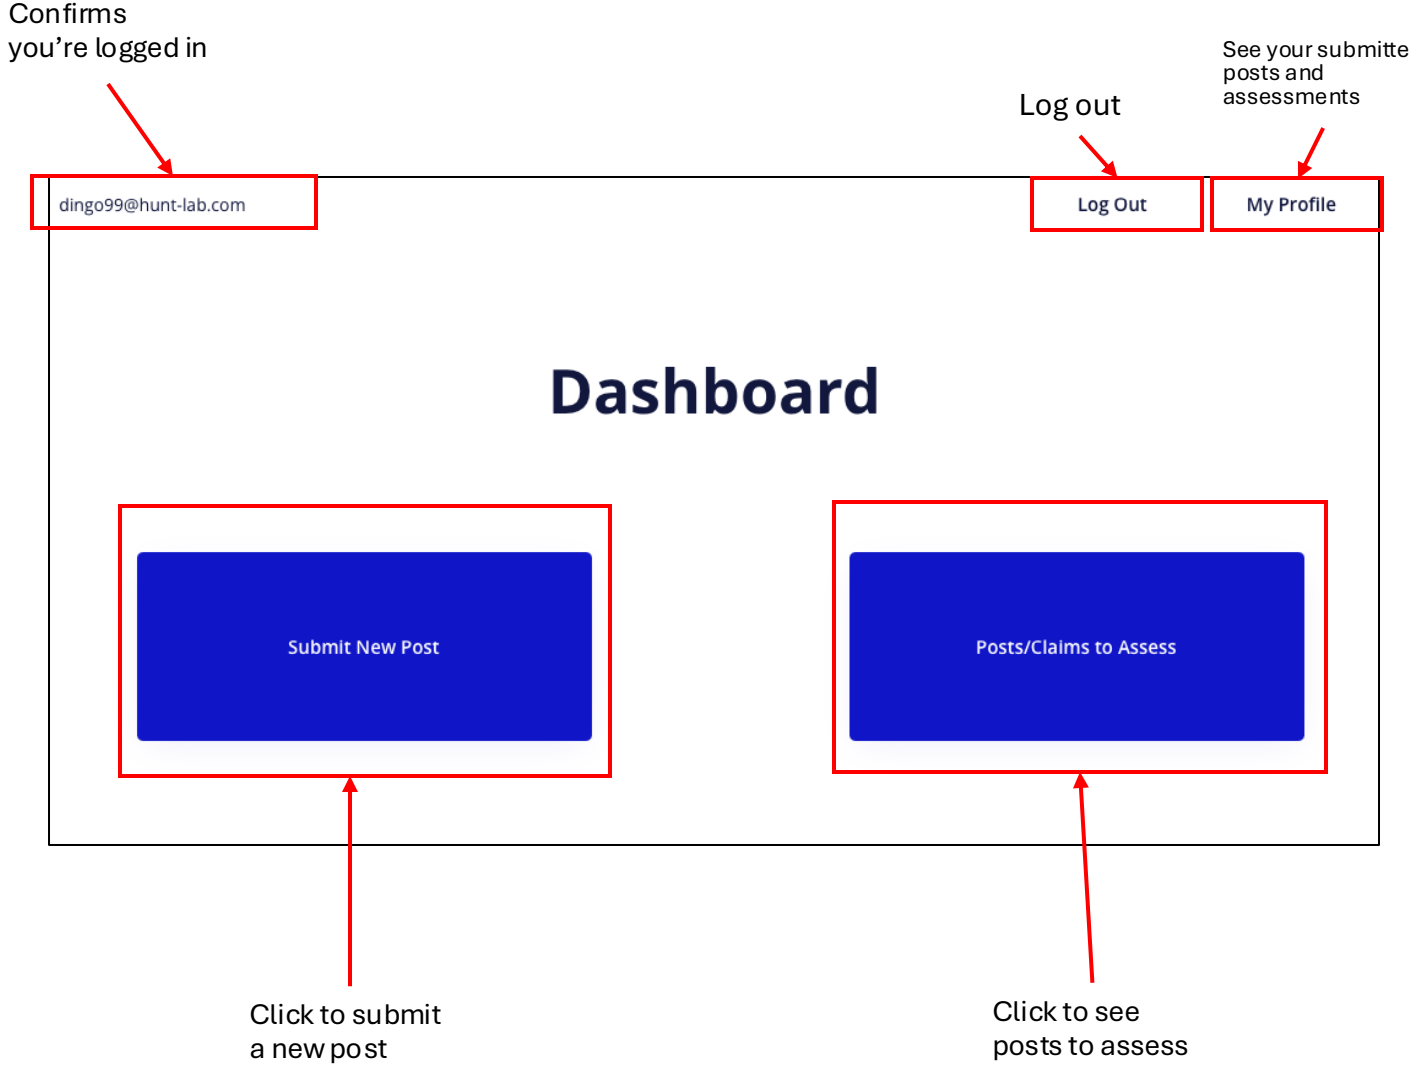 Confirms
you're logged in
See your submitte
posts and
assessments
Log out
dingo99@hunt-lab.com
Log Out
My Profile
Dashboard
Submit New Post
Posts/Claims to Assess
Click to submit
a new post
Click to see
posts to assess